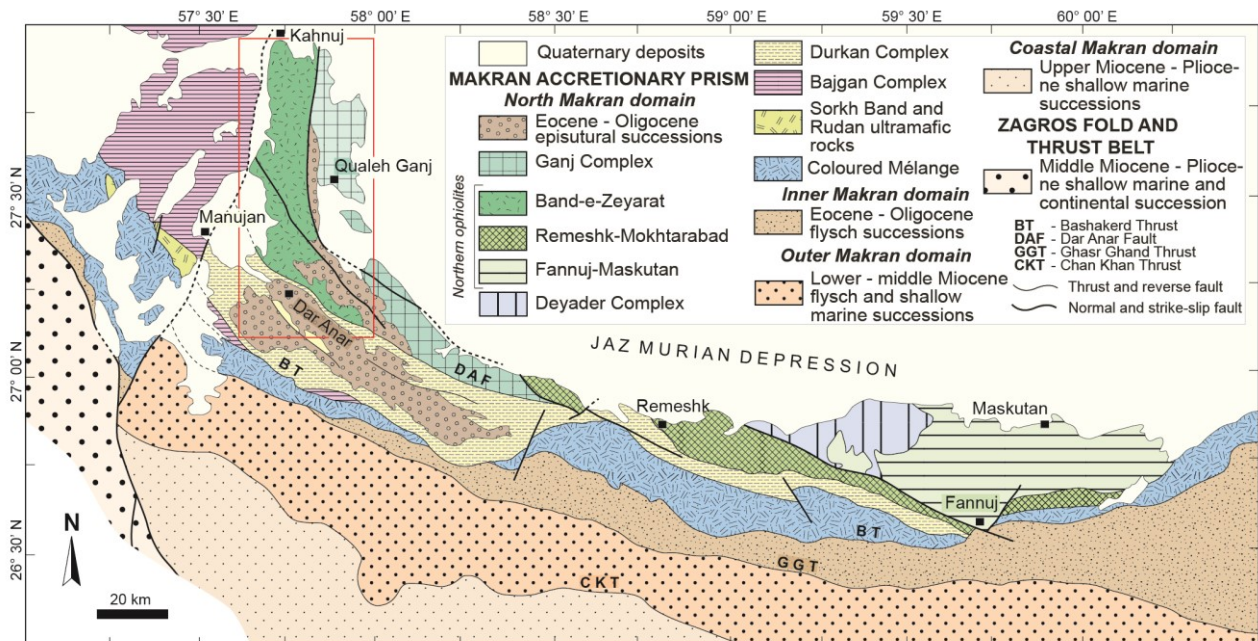 57° 30' E
58° 00' E
58° 30' E
59° 00' E
59° 30' E
60° 00' E
27° 30' N
27° 00' N
26° 30' N
Kahnuj
Qualeh Ganj
Manujan
Dar Anar
BT
DAF
JAZ MURIAN DEPRESSION
Remeshk
Maskutan
Fannuj
BT
GGT
CKT
N
20 km
Quaternary deposits
MAKRAN ACCRETIONARY PRISM
North Makran domain
Eocene - Oligocene
episutural successions
Ganj Complex
Northern ophiolites
Band-e-Zeyarat
Remeshk-Mokhtarabad
Fannuj-Maskutan
Deyader Complex
Durkan Complex
Bajgan Complex
Sorkh Band and
Rudan ultramafic
rocks
Coloured Mélange
Inner Makran domain
Eocene - Oligocene
flysch successions
Outer Makran domain
Lower - middle Miocene
flysch and shallow
marine successions
Coastal Makran domain
Upper Miocene - Plioce-
ne shallow marine
successions
ZAGROS FOLD AND
THRUST BELT
Middle Miocene - Plioce-
ne shallow marine and
continental succession
BT - Bashakerd Thrust
DAF - Dar Anar Fault
GGT - Ghasr Ghand Thrust
CKT - Chan Khan Thrust
Thrust and reverse fault
Normal and strike-slip fault